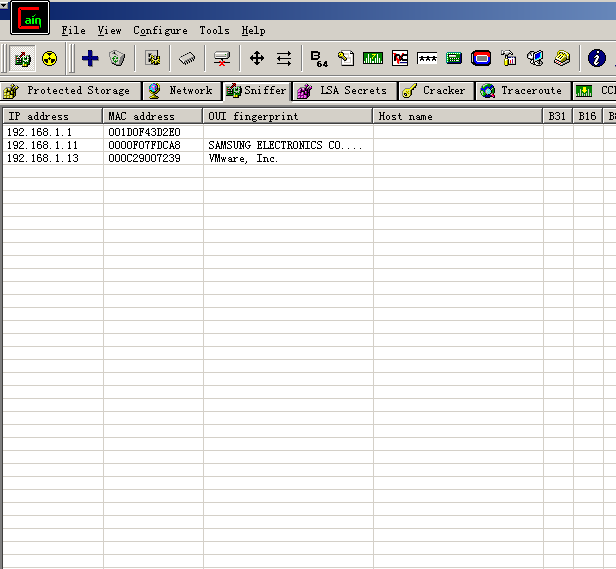 Cain
File View Configure Tools Help
B 64
Protected Storage Network Sniffer LSA Secrets Cracker Traceroute CC
IP address MAC address OUI fingerprint Host name B31 B16
192.168.1.1 001D0F43D2E0
192.168.1.11 0000F07FDCA8 SAMSUNG ELECTRONICS CO....
192.168.1.13 000C29007239 VMware, Inc.